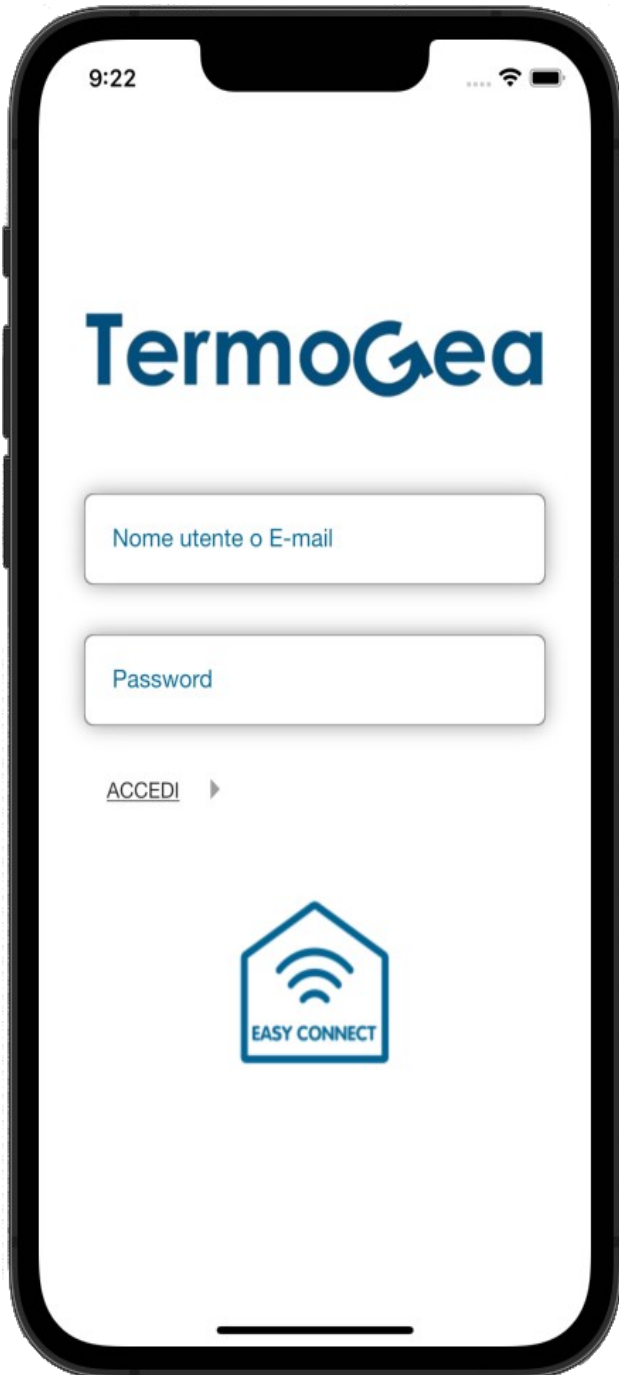 9:22
TermoGea
Nome utente o E-mail
Password
ACCEDI
EASY CONNECT